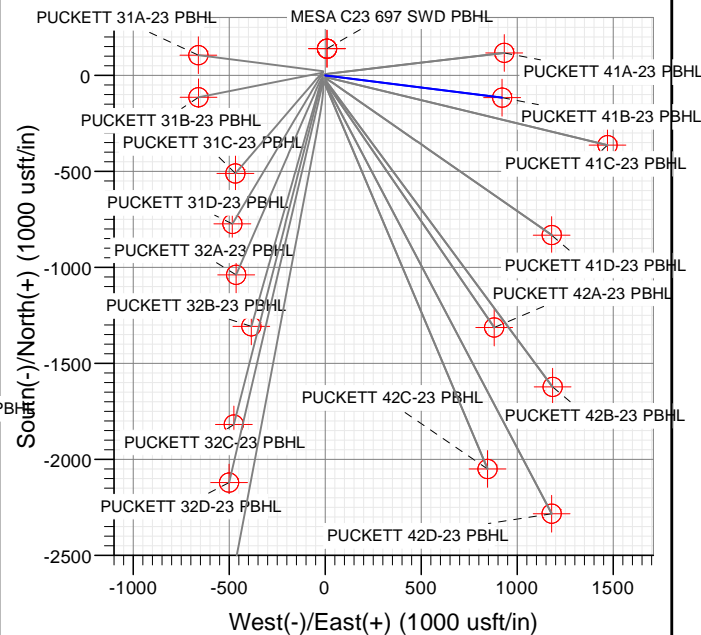 PUCKETT 31A-23 PBHL
MESA C23 697 SWD PBHL
PUCKETT 41A-23 PBHL
PUCKETT 31B-23 PBHL
PUCKETT 41B-23 PBHL
PUCKETT 31C-23 PBHL
PUCKETT 41C-23 PBHL
PUCKETT 31D-23 PBHL
PUCKETT 32A-23 PBHL
PUCKETT 41D-23 PBHL
PUCKETT 42A-23 PBHL
PUCKETT 32B-23 PBHL
PUCKETT 42C-23 PBHL
PUCKETT 42B-23 PBHL
PUCKETT 32C-23 PBHL
PUCKETT 32D-23 PBHL
PUCKETT 42D-23 PBHL
0
-500
-1000
-1500
-2000
-2500
South(-)/North(+) (1000 usft/in)
-1000
-500
0
500
1000
1500
West(-)/East(+) (1000 usft/in)